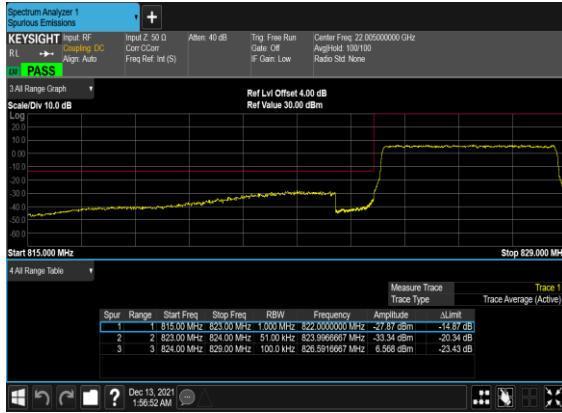 Spectrum Analyzer 1
Spurious Emissions
KEYSIGHT Input: RF Input Z: 50 Ω Atten: 40 dB Trig: Free Run Center Freq: 22.005000000 GHz
RL Coupling: DC Corr CCorr Gate: Off Avg|Hold: 100/100
Align: Auto Freq Ref: Int (S) IF Gain: Low Radio Std: None
PASS
3 All Range Graph Ref Lvl Offset 4.00 dB
Scale/Div 10.0 dB Ref Value 30.00 dBm
Log
20.0
10.0
0.00
-10.0
-20.0
-30.0
-40.0
-50.0
-60.0
Start 815.000 MHz Stop 829.000 MHz
4 All Range Table
Measure Trace Trace 1
Trace Type Trace Average (Active)
Spur Range Start Freq Stop Freq RBW Frequency Amplitude ΔLimit
1 1 815.00 MHz 823.00 MHz 1.000 MHz 822.0000000 MHz -27.87 dBm -14.87 dB
2 2 823.00 MHz 824.00 MHz 51.00 kHz 823.9966667 MHz -33.34 dBm -20.34 dB
3 3 824.00 MHz 829.00 MHz 100.0 kHz 826.5916667 MHz 6.568 dBm -23.43 dB
Dec 13, 2021
1:56:52 AM